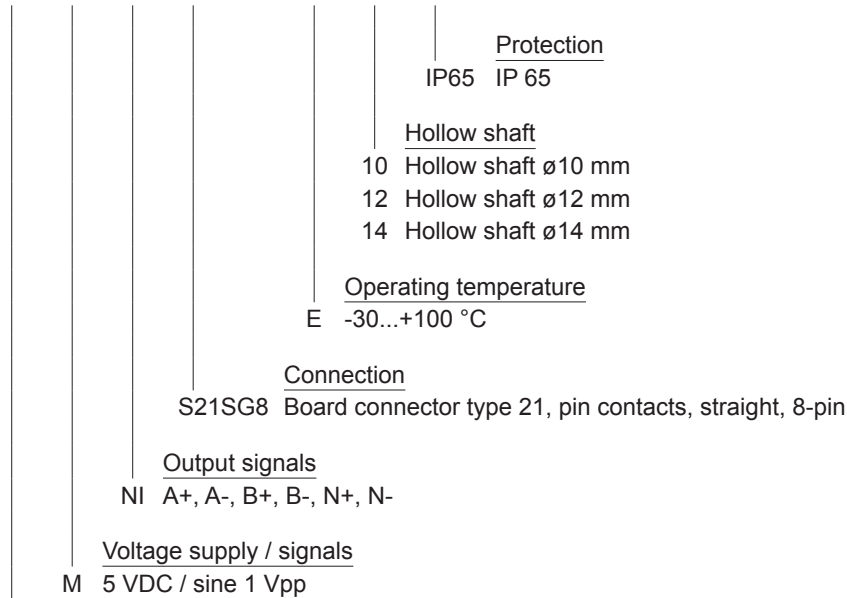 Protection
IP65 IP 65
Hollow shaft
10 Hollow shaft ø10 mm
12 Hollow shaft ø12 mm
14 Hollow shaft ø14 mm
Operating temperature
E -30...+100 °C
Connection
S21SG8 Board connector type 21, pin contacts, straight, 8-pin
Output signals
NI A+, A-, B+, B-, N+, N-
Voltage supply / signals
M 5 VDC / sine 1 Vpp